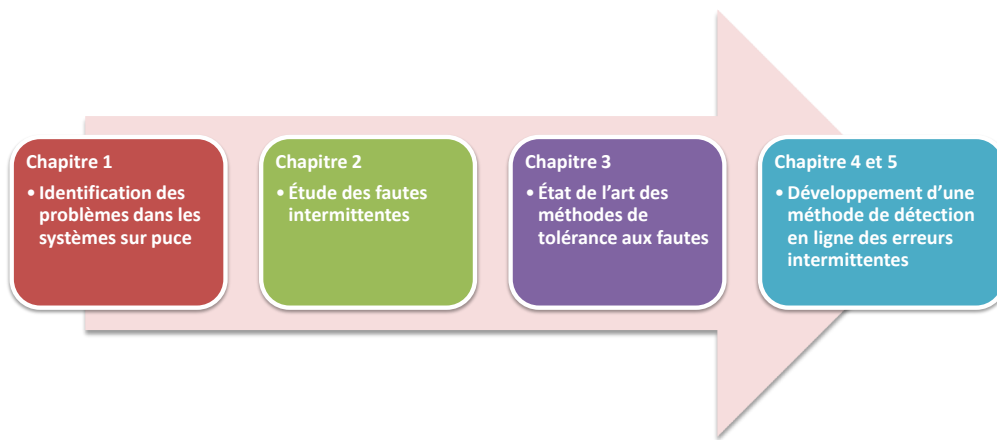 Chapitre 1
• Identification des
problèmes dans les
systèmes sur puce
Chapitre 2
• Étude des fautes
intermittentes
Chapitre 3
• État de l'art des
méthodes de
tolérance aux fautes
Chapitre 4 et 5
• Développement d'une
méthode de détection
en ligne des erreurs
intermittentes